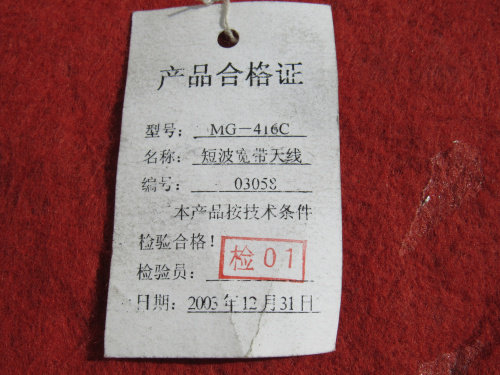 产品合格证
型号： MG-416C
名称： 短波宽带天线
编号： 03058
本产品按技术条件
检验合格！
检验员： 检01
日期： 2003年12月31日